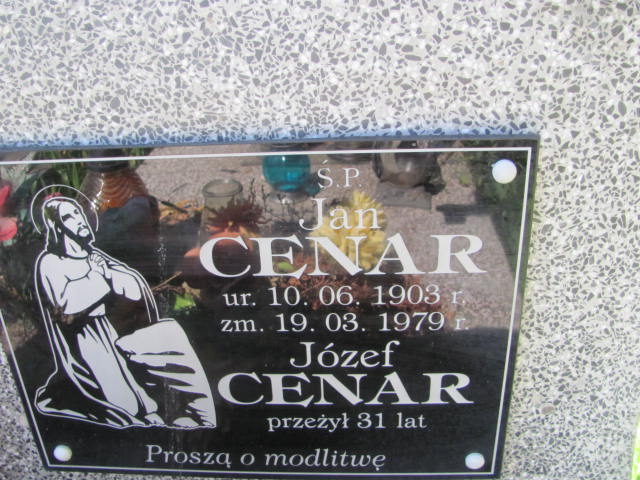 Ś.P.
Jan
CENAR
ur. 10. 06. 1903 r.
zm. 19. 03. 1979 r.
Józef
CENAR
przeżył 31 lat
Proszą o modlitwę